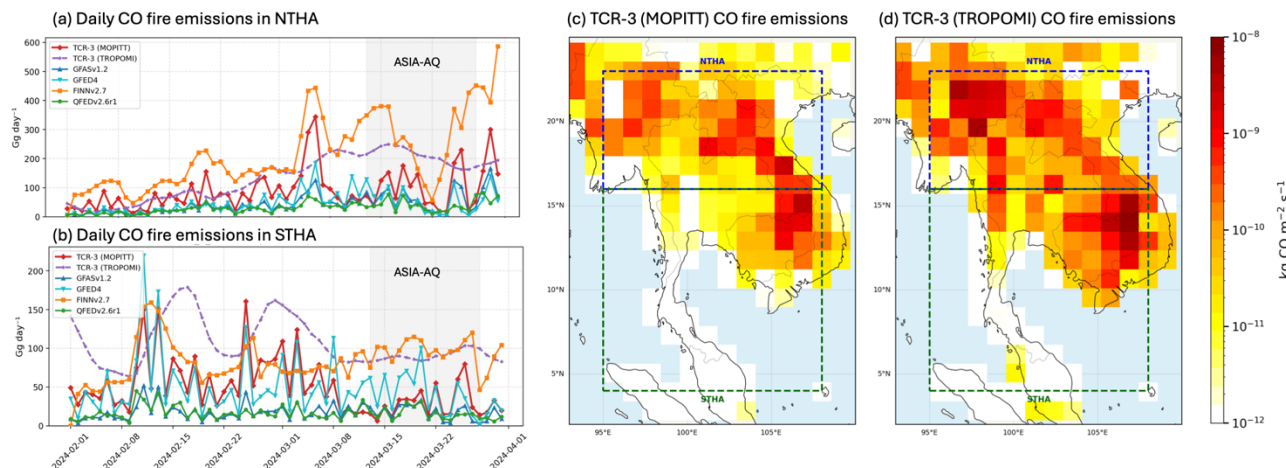 (a) Daily CO fire emissions in NTHA
600
500
400
300
200
100
0
Gg day⁻¹
TCR-3 (MOPITT)
TCR-3 (TROPOMI)
GFASv1.2
GFED4
FINNv2.7
QFEDv2.6r1
ASIA-AQ
(b) Daily CO fire emissions in STHA
200
150
100
50
0
Gg day⁻¹
TCR-3 (MOPITT)
TCR-3 (TROPOMI)
GFASv1.2
GFED4
FINNv2.7
QFEDv2.6r1
ASIA-AQ
2024-02-01
2024-02-08
2024-02-15
2024-02-22
2024-03-01
2024-03-08
2024-03-15
2024-03-22
2024-04-01
(c) TCR-3 (MOPITT) CO fire emissions
NTHA
20°N
15°N
10°N
5°N
STHA
95°E
100°E
105°E
(d) TCR-3 (TROPOMI) CO fire emissions
NTHA
20°N
15°N
10°N
5°N
STHA
95°E
100°E
105°E
10⁻⁸
10⁻⁹
10⁻¹⁰
10⁻¹¹
10⁻¹²
kg CO m⁻² s⁻¹